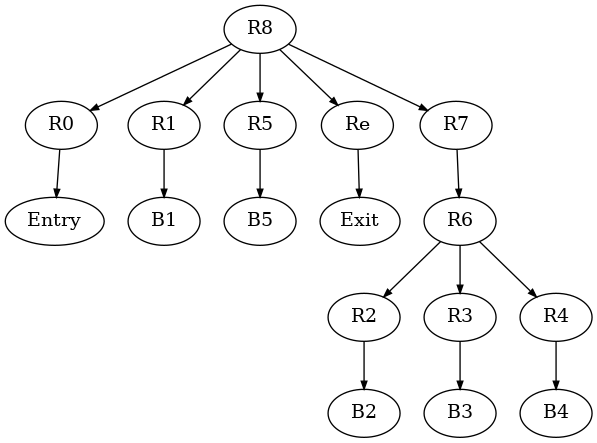 R8
R0 R1 R5 Re R7
Entry B1 B5 Exit R6
R2 R3 R4
B2 B3 B4